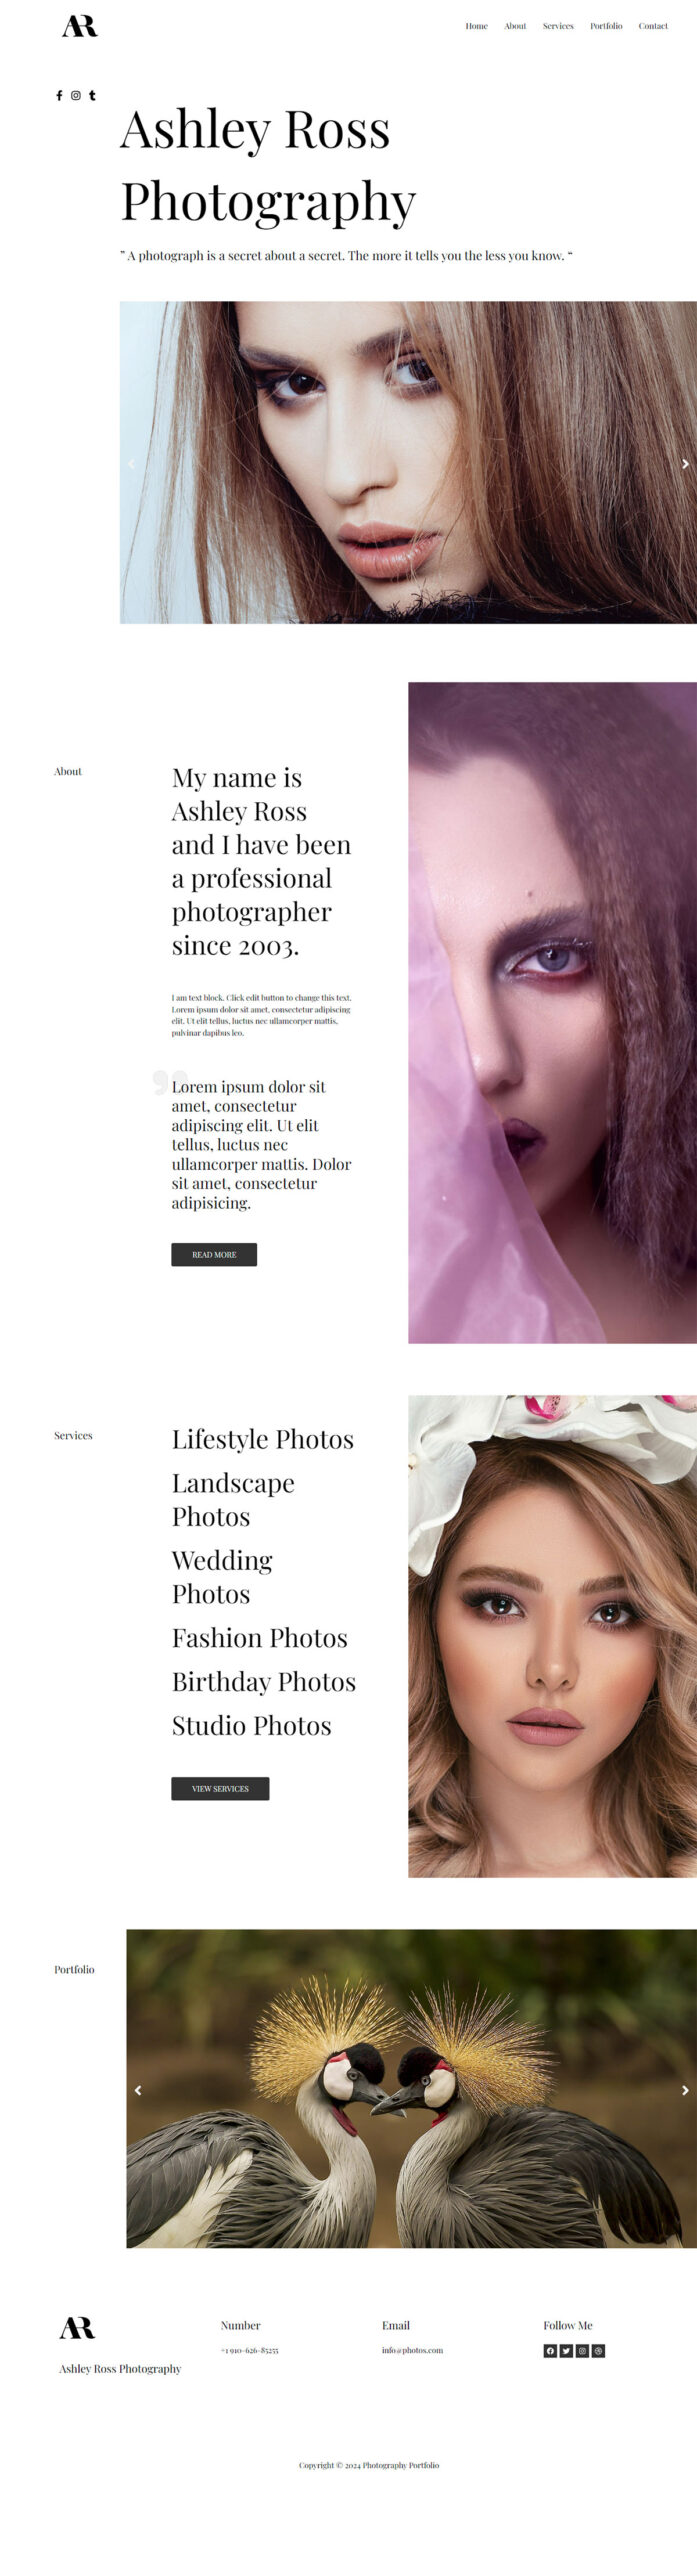 AR
Home About Services Portfolio Contact
Ashley Ross
Photography
” A photograph is a secret about a secret. The more it tells you the less you know. “
About
My name is
Ashley Ross
and I have been
a professional
photographer
since 2003.
I am text block. Click edit button to change this text.
Lorem ipsum dolor sit amet, consectetur adipiscing
elit. Ut elit tellus, luctus nec ullamcorper mattis,
pulvinar dapibus leo.
”
Lorem ipsum dolor sit
amet, consectetur
adipiscing elit. Ut elit
tellus, luctus nec
ullamcorper mattis. Dolor
sit amet, consectetur
adipisicing.
READ MORE
Services
Lifestyle Photos
Landscape
Photos
Wedding
Photos
Fashion Photos
Birthday Photos
Studio Photos
VIEW SERVICES
Portfolio
AR
Ashley Ross Photography
Number
+1 910-626-85255
Email
info@photos.com
Follow Me
Copyright © 2024 Photography Portfolio